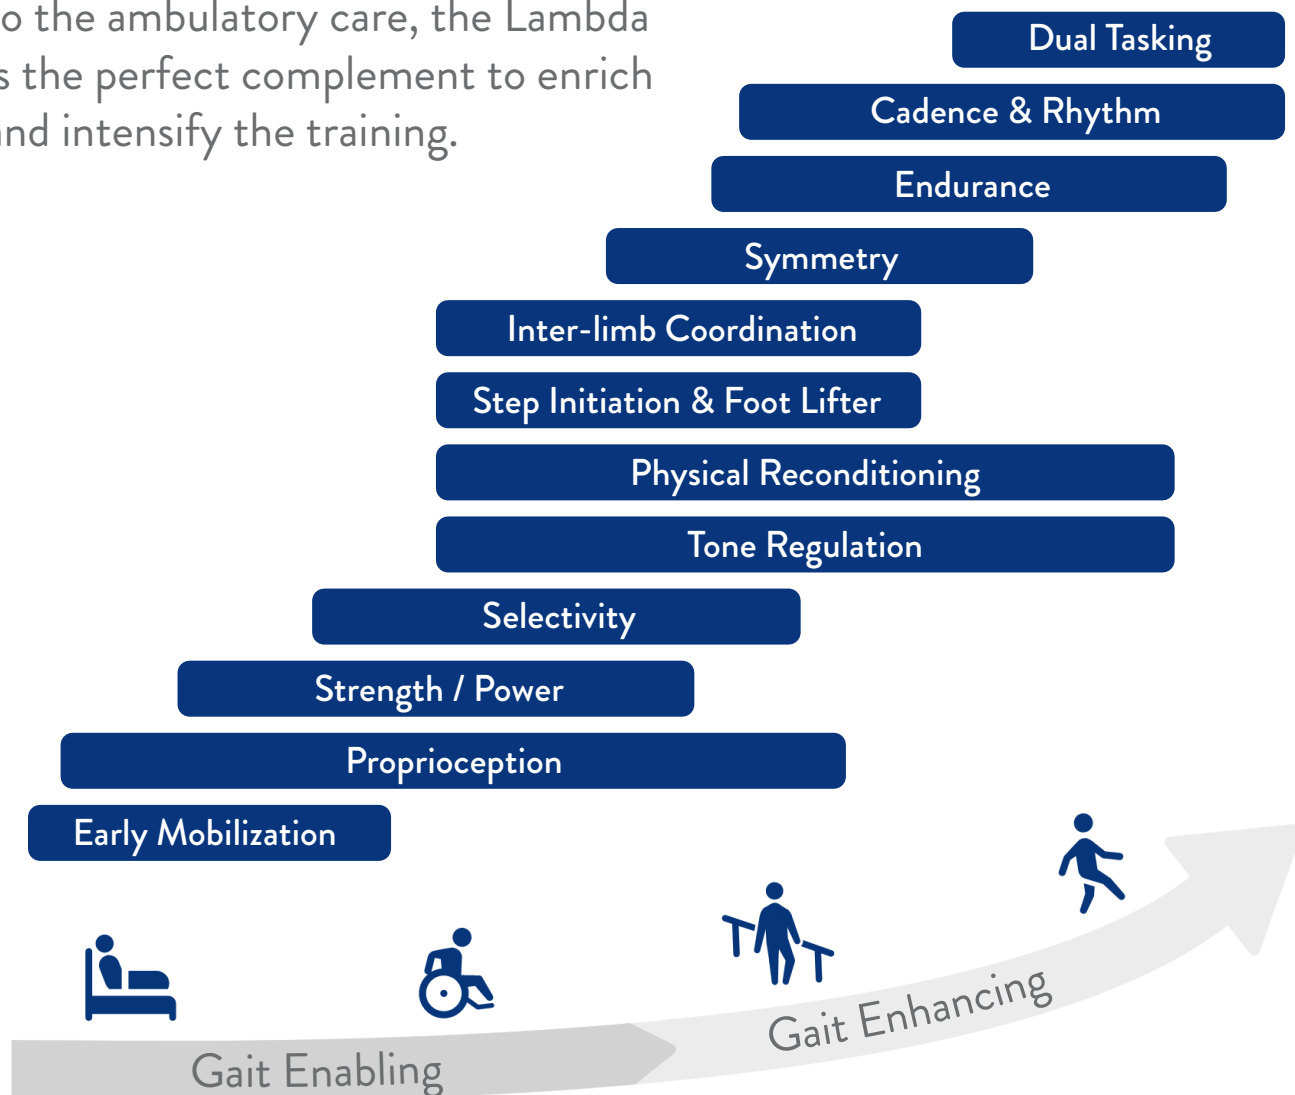 o the ambulatory care, the Lambda
s the perfect complement to enrich
nd intensify the training.
Dual Tasking
Cadence & Rhythm
Endurance
Symmetry
Inter-limb Coordination
Step Initiation & Foot Lifter
Physical Reconditioning
Tone Regulation
Selectivity
Strength / Power
Proprioception
Early Mobilization
Gait Enabling
Gait Enhancing